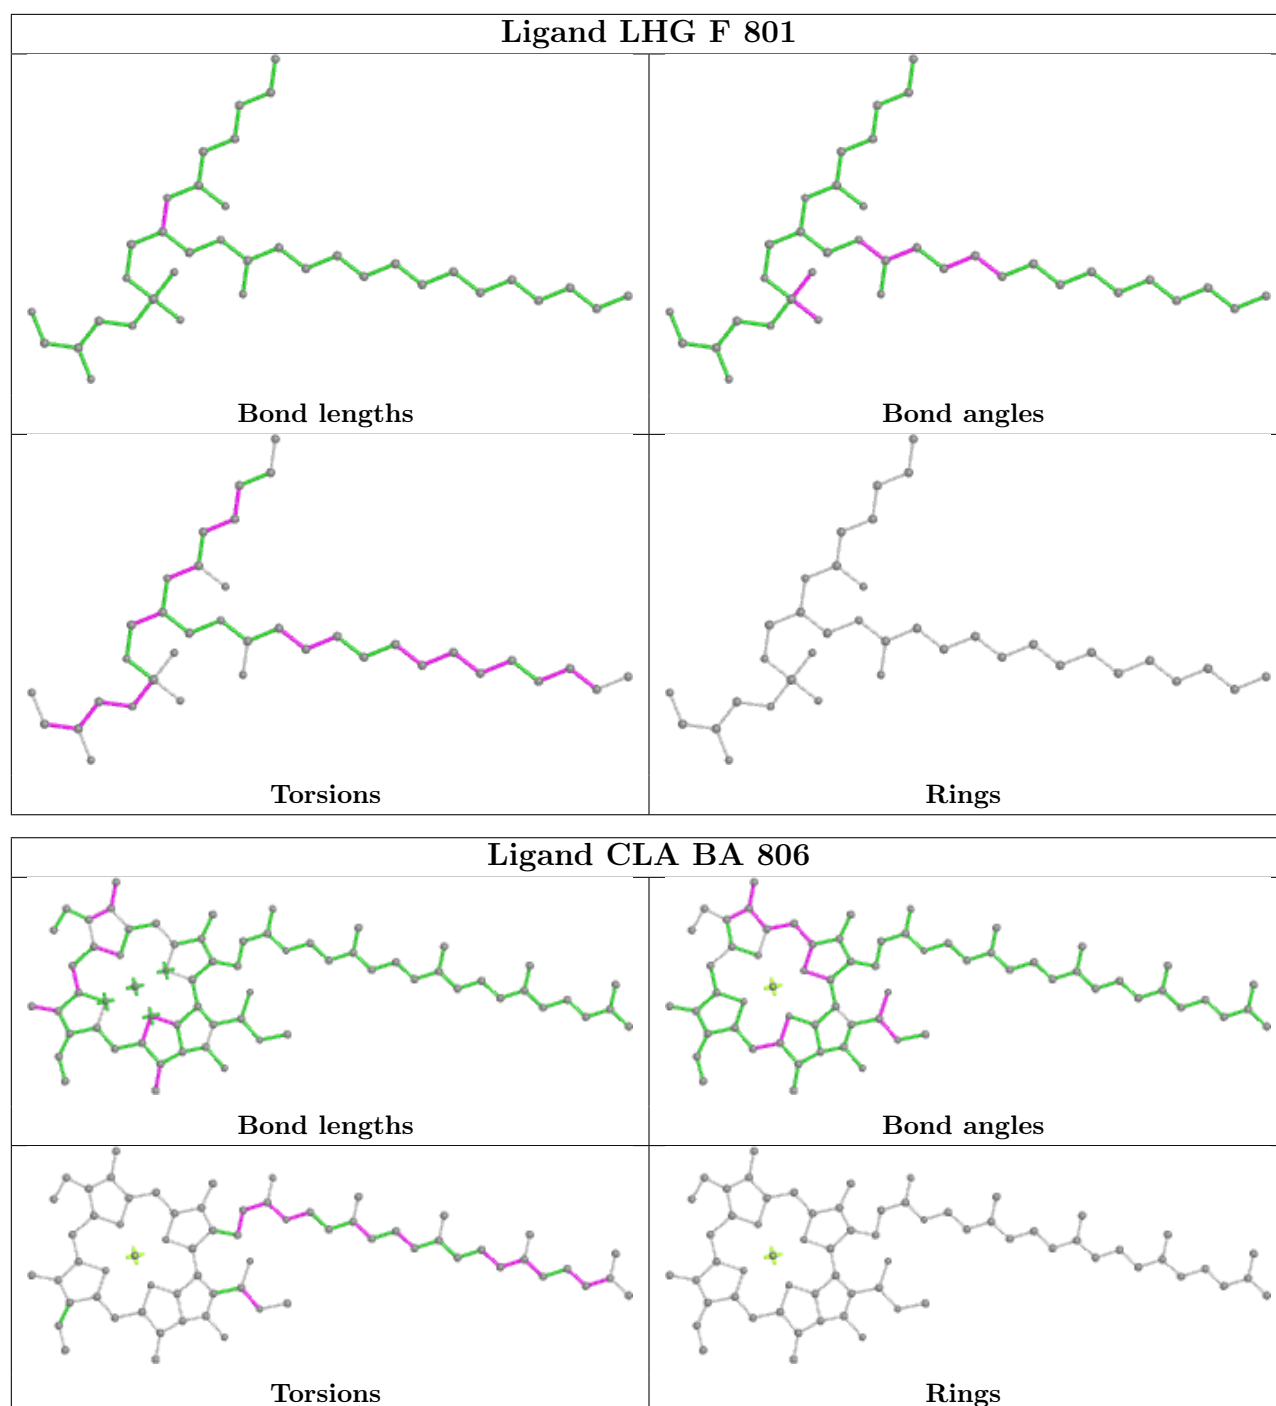 Ligand LHG F 801
Bond lengths
Bond angles
Torsions
Rings
Ligand CLA BA 806
Bond lengths
Bond angles
Torsions
Rings